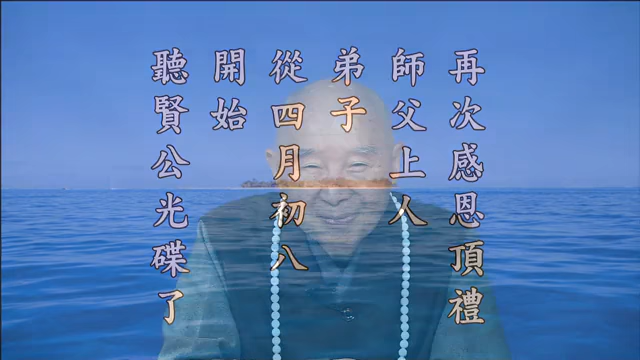 再次感恩頂禮
師父上人
弟子
從四月初八
開始
聽賢公光碟了